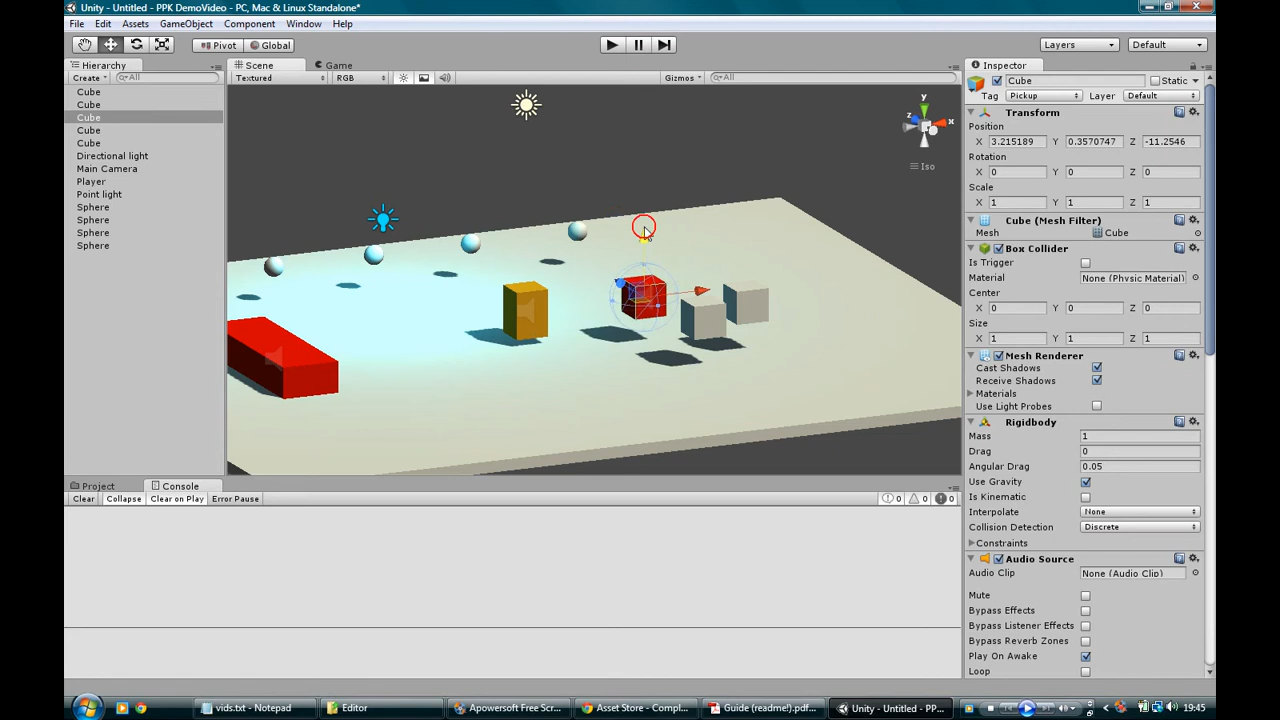 Unity - Untitled - PPK DemoVideo - PC, Mac & Linux Standalone*
File Edit Assets GameObject Component Window Help
Pivot Global Layers Default
Hierarchy
Create All
Cube
Cube
Cube
Cube
Cube
Directional light
Main Camera
Player
Point light
Sphere
Sphere
Sphere
Sphere
Scene Game
Textured RGB Gizmos All
y
z x
Iso
Inspector
Cube Static
Tag Pickup Layer Default
Transform
Position
X 3.215189 Y 0.3570747 Z -11.2546
Rotation
X 0 Y 0 Z 0
Scale
X 1 Y 1 Z 1
Cube (Mesh Filter)
Mesh Cube
Box Collider
Is Trigger
Material None (Physic Material)
Center
X 0 Y 0 Z 0
Size
X 1 Y 1 Z 1
Mesh Renderer
Cast Shadows
Receive Shadows
Materials
Use Light Probes
Rigidbody
Mass 1
Drag 0
Angular Drag 0.05
Use Gravity
Is Kinematic
Interpolate None
Collision Detection Discrete
Constraints
Audio Source
Audio Clip None (Audio Clip)
Mute
Bypass Effects
Bypass Listener Effects
Bypass Reverb Zones
Play On Awake
Loop
Project Console
Clear Collapse Clear on Play Error Pause 0 0 0
vids.txt - Notepad Editor Apowersoft Free Scr... Asset Store - Compl... Guide (readme!).pdf... Unity - Untitled - PP... 19:45